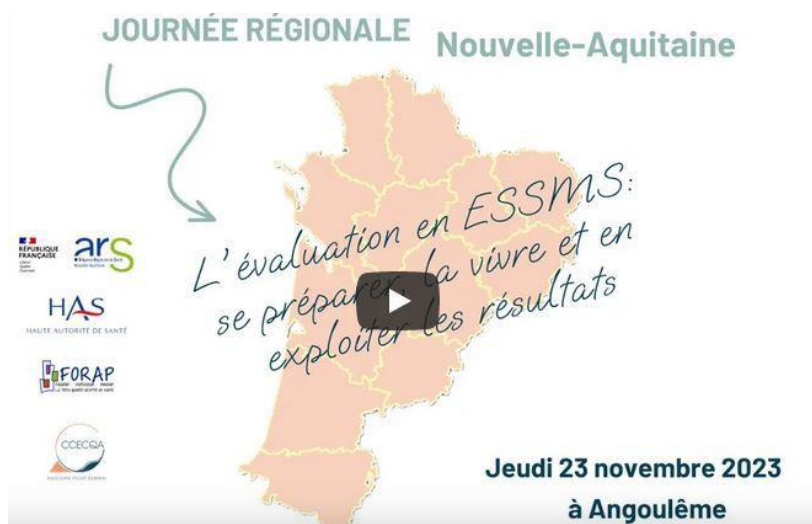 JOURNÉE RÉGIONALE
Nouvelle-Aquitaine
L'évaluation en ESSMS:
se préparer, la vivre et en
exploiter les résultats
RÉPUBLIQUE
FRANÇAISE
ars
HAS
HAUTE AUTORITÉ DE SANTÉ
FORAP
CCECQA
Jeudi 23 novembre 2023
à Angoulême